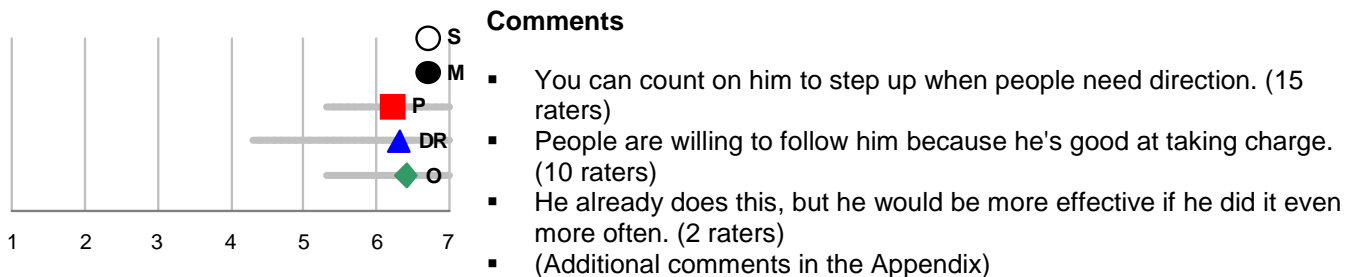 S
M
P
DR
O
1 2 3 4 5 6 7
Comments
▪ You can count on him to step up when people need direction. (15
raters)
▪ People are willing to follow him because he's good at taking charge.
(10 raters)
▪ He already does this, but he would be more effective if he did it even
more often. (2 raters)
▪ (Additional comments in the Appendix)